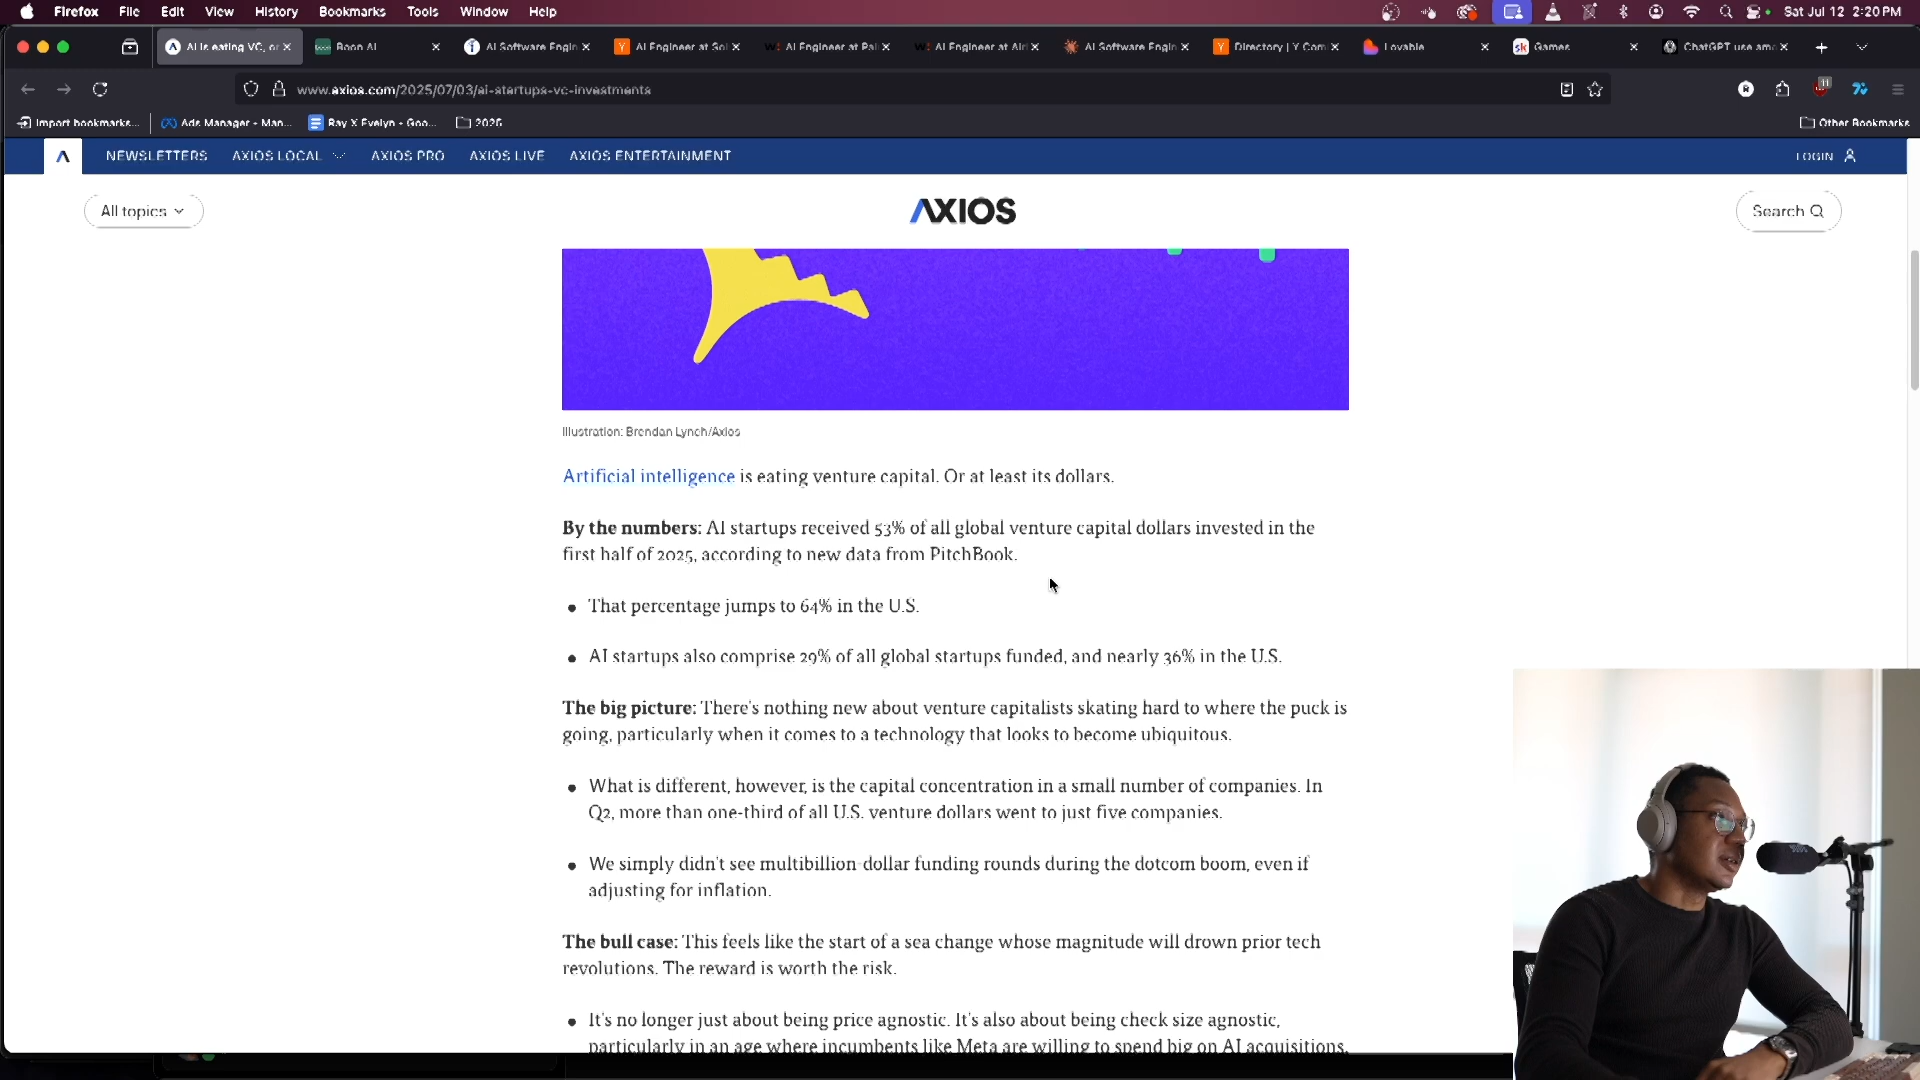 Firefox File Edit View History Bookmarks Tools Window Help Sat Jul 12 2:20 PM
AI is eating VC, or Boon AI AI Software Engin AI Engineer at Sol AI Engineer at Pal AI Engineer at Airt AI Software Engin Directory | Y Com Lovable Games ChatGPT use amo
www.axios.com/2025/07/03/ai-startups-vc-investments
Import bookmarks... Ads Manager - Man... Ray X Evelyn - Goo... 2025 Other Bookmarks
NEWSLETTERS AXIOS LOCAL AXIOS PRO AXIOS LIVE AXIOS ENTERTAINMENT LOGIN
All topics AXIOS Search
Illustration: Brendan Lynch/Axios
Artificial intelligence is eating venture capital. Or at least its dollars.
By the numbers: AI startups received 53% of all global venture capital dollars invested in the
first half of 2025, according to new data from PitchBook.
• That percentage jumps to 64% in the U.S.
• AI startups also comprise 29% of all global startups funded, and nearly 36% in the U.S.
The big picture: There's nothing new about venture capitalists skating hard to where the puck is
going, particularly when it comes to a technology that looks to become ubiquitous.
• What is different, however, is the capital concentration in a small number of companies. In
Q2, more than one-third of all U.S. venture dollars went to just five companies.
• We simply didn't see multibillion-dollar funding rounds during the dotcom boom, even if
adjusting for inflation.
The bull case: This feels like the start of a sea change whose magnitude will drown prior tech
revolutions. The reward is worth the risk.
• It's no longer just about being price agnostic. It's also about being check size agnostic,
particularly in an age where incumbents like Meta are willing to spend big on AI acquisitions,